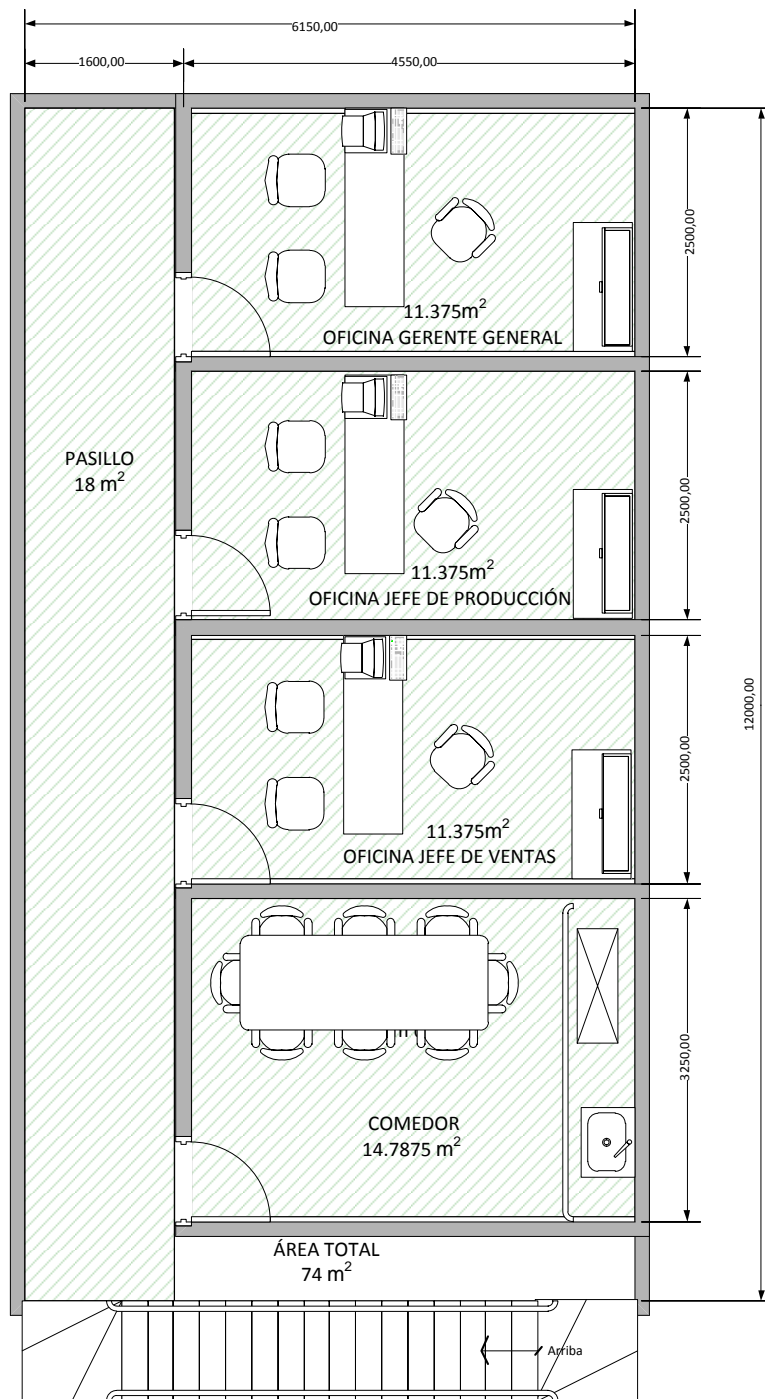 6150,00
1600,00
4550,00
2500,00
11.375m²
OFICINA GERENTE GENERAL
PASILLO
18 m²
2500,00
11.375m²
OFICINA JEFE DE PRODUCCIÓN
12000,00
2500,00
11.375m²
OFICINA JEFE DE VENTAS
3250,00
COMEDOR
14.7875 m²
ÁREA TOTAL
74 m²
Arriba